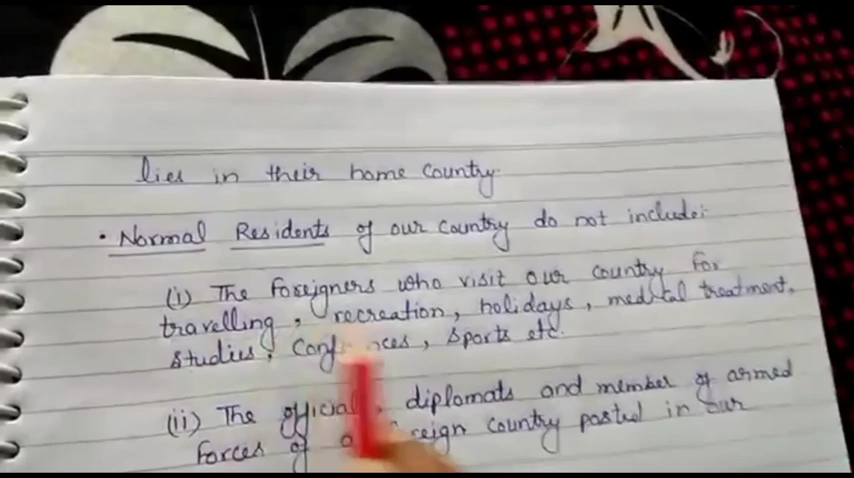 lies in their home country.
• Normal Residents of our country do not include:
(i) The foreigners who visit our country for
travelling, recreation, holidays, medical treatment,
studies, conf nces, sports etc.
(ii) The official, diplomats and member of armed
forces of a eign country posted in our